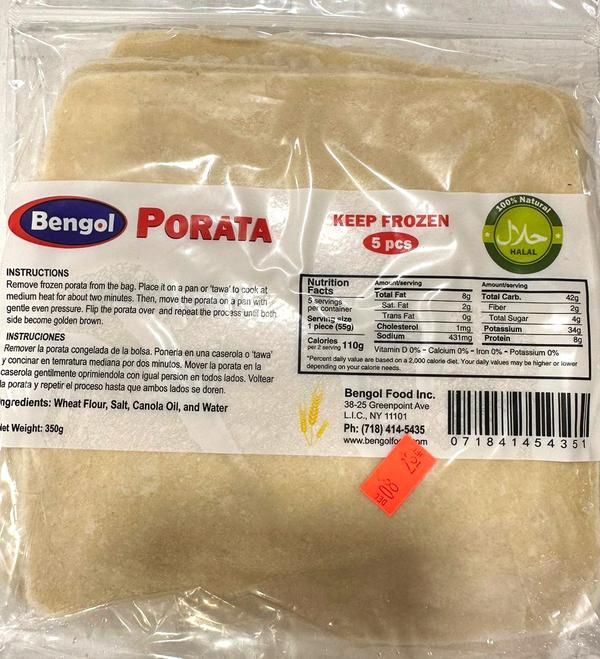 Bengol PORATA
INSTRUCTIONS
Remove frozen porata from the bag. Place it on a pan or 'tawa' to cook at
medium heat for about two minutes. Then, move the porata on a pan with
gentle even pressure. Flip the porata over and repeat the process until both
side become golden brown.
INSTRUCIONES
Remover la porata congelada de la bolsa. Poneria en una caserola o 'tawa'
y concinar en temratura mediana por dos minutos. Mover la porata en la
caserola gentilmente oprimiendola con igual persion en todos lados. Voltear
la porata y repetir el proceso hasta que ambos lados se doren.
Ingredients: Wheat Flour, Salt, Canola Oil, and Water
Net Weight: 350g
KEEP FROZEN
5 pcs
100% Natural
حلال
HALAL
Nutrition
Facts
5 servings
per container
Serving size
1 piece (55g)
Calories 110g
per 2 serving
Amount/serving
Total Fat 8g
Sat. Fat 2g
Trans Fat 0g
Cholesterol 1mg
Sodium 431mg
Amount/serving
Total Carb. 42g
Fiber 2g
Total Sugar 4g
Potassium 34g
Protein 8g
Vitamin D 0% - Calcium 0% - Iron 0% - Potassium 0%
*Percent daily value are based on a 2,000 calorie diet. Your daily values may be higher or lower
depending on your calorie needs.
Bengol Food Inc.
38-25 Greenpoint Ave
L.I.C., NY 11101
Ph: (718) 414-5435
0 71841 45435 1